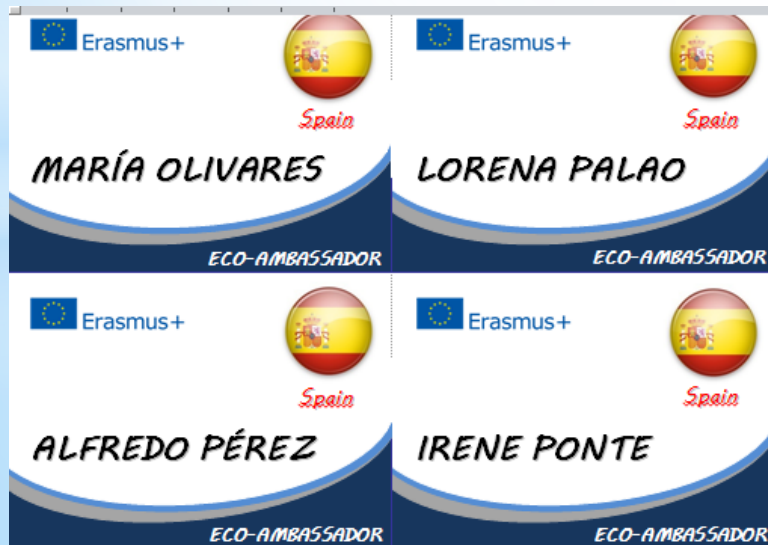 Erasmus+
Spain
MARÍA OLIVARES
ECO-AMBASSADOR
Erasmus+
Spain
LORENA PALAO
ECO-AMBASSADOR
Erasmus+
Spain
ALFREDO PÉREZ
ECO-AMBASSADOR
Erasmus+
Spain
IRENE PONTE
ECO-AMBASSADOR